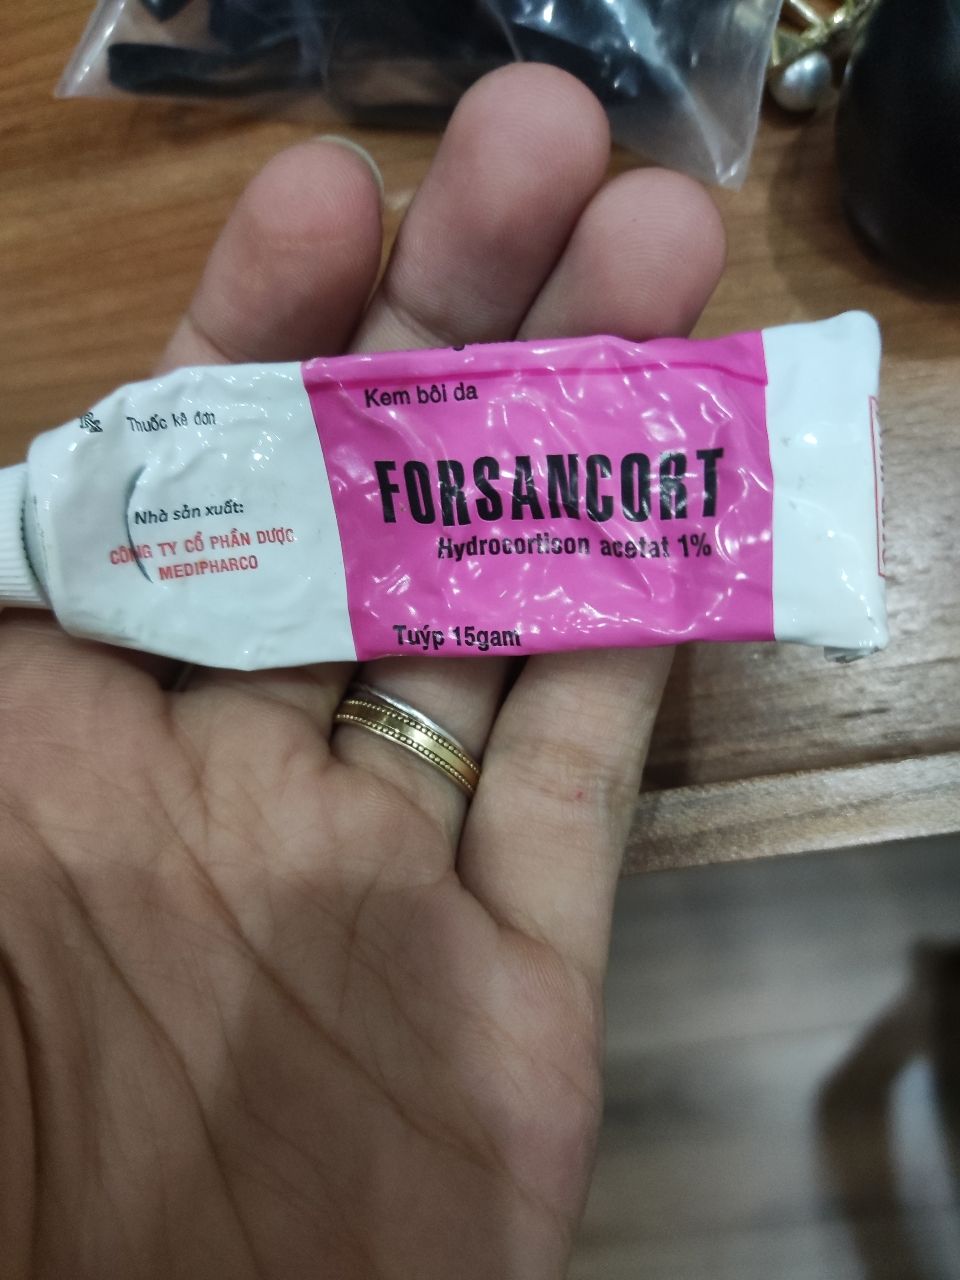 Rx Thuốc kê đơn
Nhà sản xuất:
CÔNG TY CỔ PHẦN DƯỢC
MEDIPHARCO
Kem bôi da
FORSANCORT
Hydrocortison acetat 1%
Tuýp 15gam